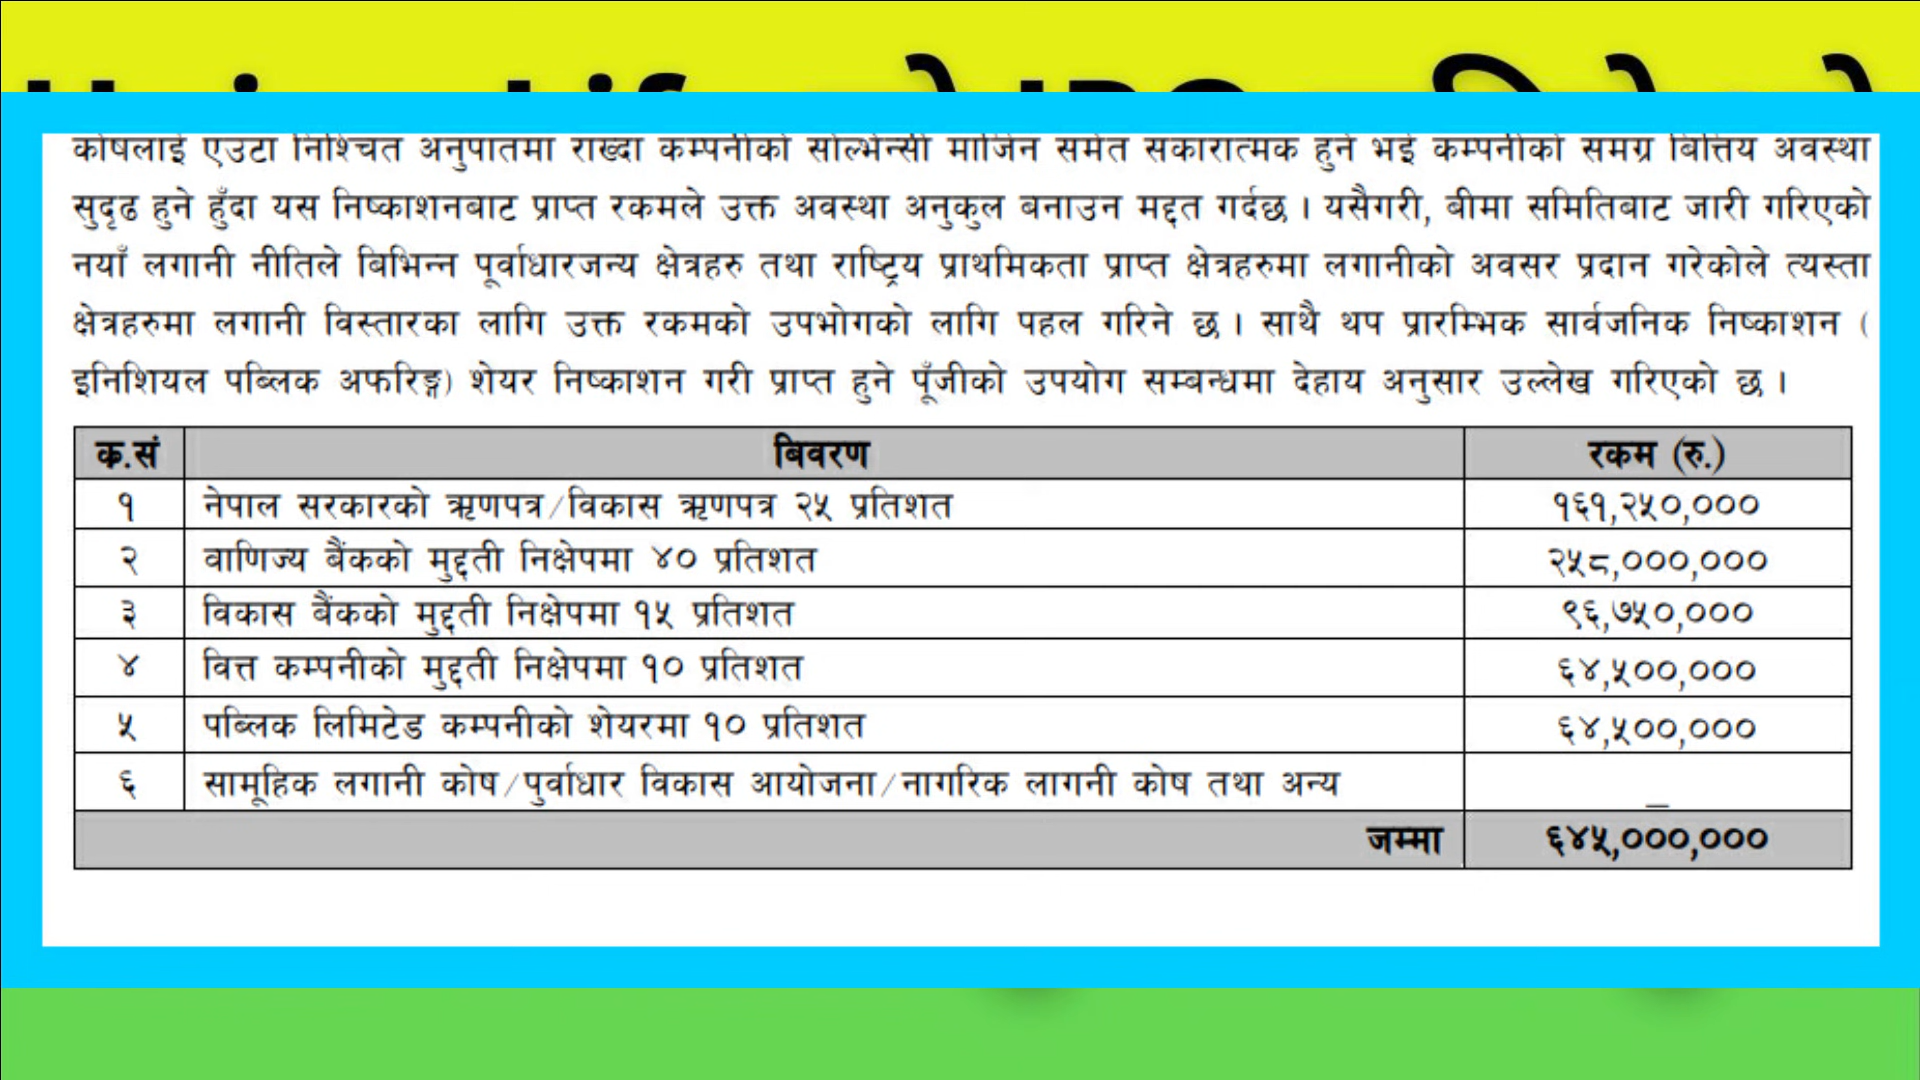 कोषलाई एउटा निश्चित अनुपातमा राख्दा कम्पनीको सोल्भेन्सी मार्जिन समेत सकारात्मक हुने भई कम्पनीको समग्र बित्तिय अवस्था
सुदृढ हुने हुँदा यस निष्काशनबाट प्राप्त रकमले उक्त अवस्था अनुकुल बनाउन मद्दत गर्दछ । यसैगरी, बीमा समितिबाट जारी गरिएको
नयाँ लगानी नीतिले बिभिन्न पूर्वाधारजन्य क्षेत्रहरु तथा राष्ट्रिय प्राथमिकता प्राप्त क्षेत्रहरुमा लगानीको अवसर प्रदान गरेकोले त्यस्ता
क्षेत्रहरुमा लगानी विस्तारका लागि उक्त रकमको उपभोगको लागि पहल गरिने छ । साथै थप प्रारम्भिक सार्वजनिक निष्काशन (
इनिशियल पब्लिक अफरिङ्ग) शेयर निष्काशन गरी प्राप्त हुने पूँजीको उपयोग सम्बन्धमा देहाय अनुसार उल्लेख गरिएको छ ।
क.सं बिवरण रकम (रु.)
१ नेपाल सरकारको ऋणपत्र/विकास ऋणपत्र २५ प्रतिशत १६१,२५०,०००
२ वाणिज्य बैंकको मुद्दती निक्षेपमा ४० प्रतिशत २५८,०००,०००
३ विकास बैंकको मुद्दती निक्षेपमा १५ प्रतिशत ९६,७५०,०००
४ वित्त कम्पनीको मुद्दती निक्षेपमा १० प्रतिशत ६४,५००,०००
५ पब्लिक लिमिटेड कम्पनीको शेयरमा १० प्रतिशत ६४,५००,०००
६ सामूहिक लगानी कोष/पुर्वाधार विकास आयोजना/नागरिक लागनी कोष तथा अन्य –
जम्मा ६४५,०००,०००